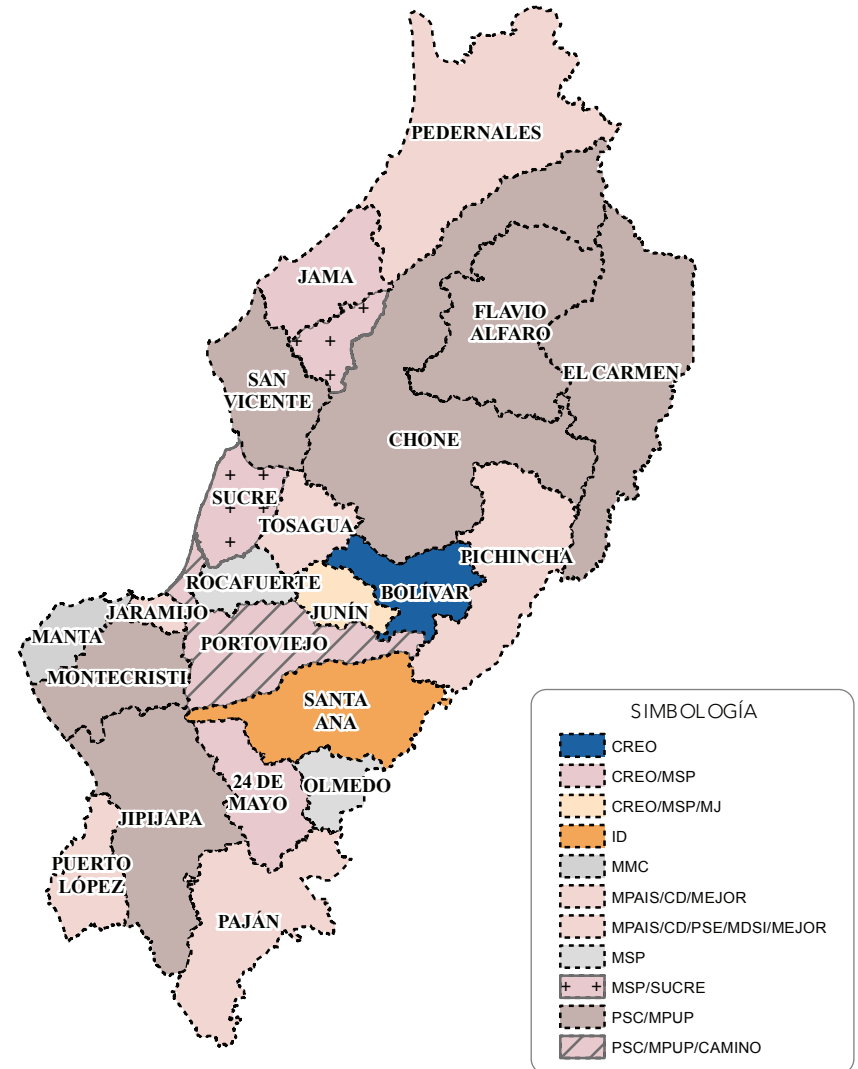 PEDERNALES
JAMA
FLAVIO
ALFARO
EL CARMEN
SAN
VICENTE
CHONE
SUCRE
TOSAGUA
PICHINCHA
ROCAFUERTE
BOLÍVAR
JARAMIJO
JUNÍN
MANTA
PORTOVIEJO
MONTECRISTI
SANTA
ANA
24 DE
MAYO
OLMEDO
JIPIJAPA
PUERTO
LÓPEZ
PAJÁN
SIMBOLOGÍA
CREO
CREO/MSP
CREO/MSP/MJ
ID
MMC
MPAIS/CD/MEJOR
MPAIS/CD/PSE/MDSI/MEJOR
MSP
MSP/SUCRE
PSC/MPUP
PSC/MPUP/CAMINO